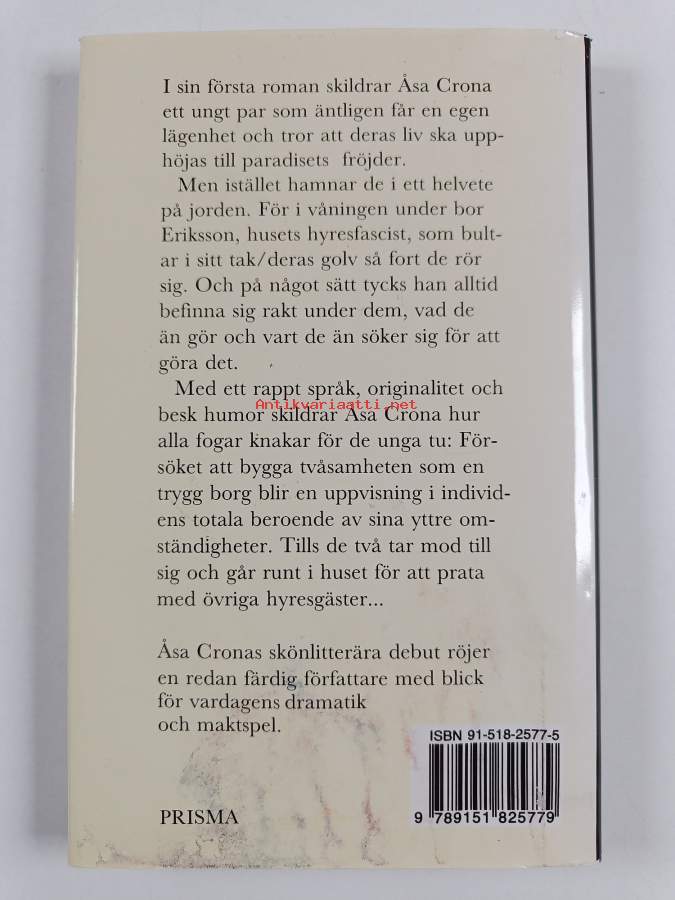 I sin första roman skildrar Åsa Crona
ett ungt par som äntligen får en egen
lägenhet och tror att deras liv ska upp-
höjas till paradisets fröjder.
Men istället hamnar de i ett helvete
på jorden. För i våningen under bor
Eriksson, husets hyresfascist, som bult-
ar i sitt tak/deras golv så fort de rör
sig. Och på något sätt tycks han alltid
befinna sig rakt under dem, vad de
än gör och vart de än söker sig för att
göra det.
Med ett rappt språk, originalitet och
Antikvariaatti.net
besk humor skildrar Åsa Crona hur
alla fogar knakar för de unga tu: För-
söket att bygga tvåsamheten som en
trygg borg blir en uppvisning i individ-
ens totala beroende av sina yttre om-
ständigheter. Tills de två tar mod till
sig och går runt i huset för att prata
med övriga hyresgäster...
Åsa Cronas skönlitterära debut röjer
en redan färdig författare med blick
för vardagens dramatik
och maktspel.
ISBN 91-518-2577-5
9 789151 825779
PRISMA